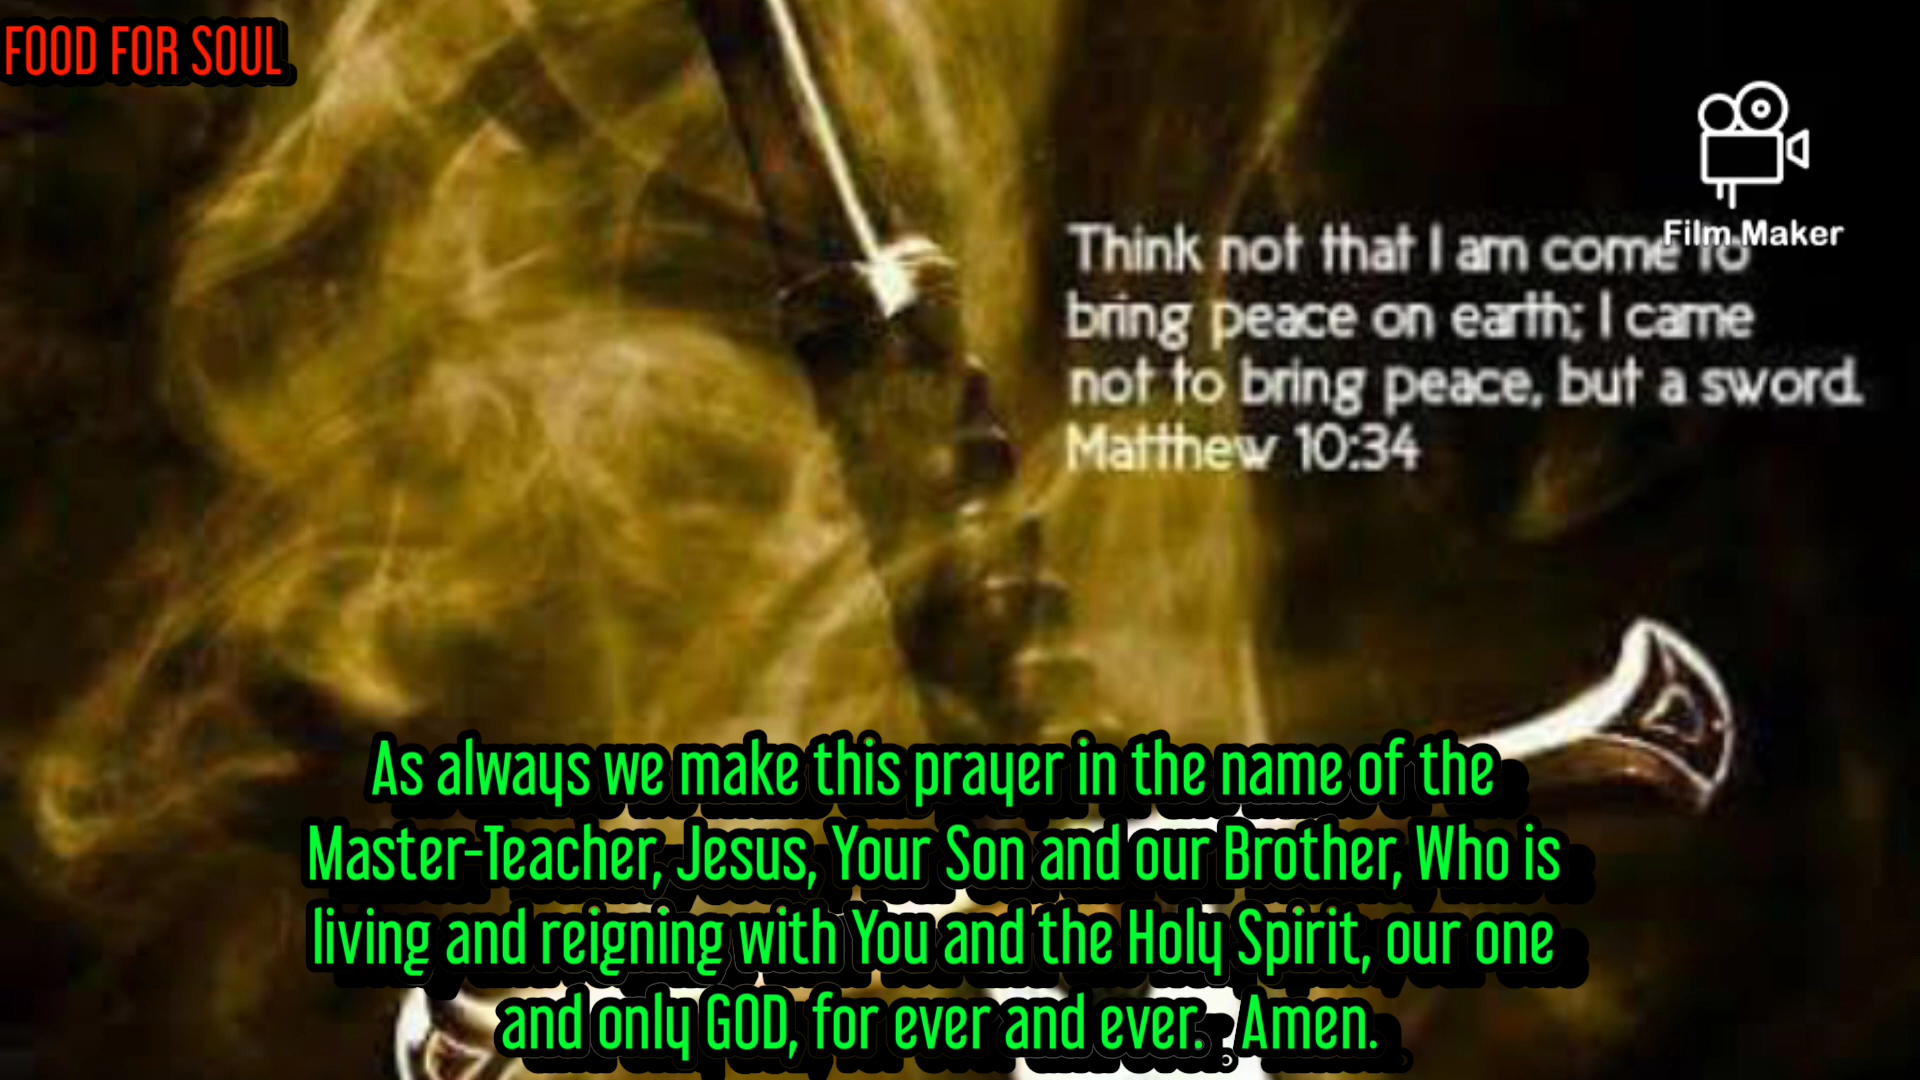 FOOD FOR SOUL
Film Maker
Think not that I am come to
bring peace on earth; I came
not to bring peace, but a sword.
Matthew 10:34
As always we make this prayer in the name of the
Master-Teacher, Jesus, Your Son and our Brother, Who is
living and reigning with You and the Holy Spirit, our one
and only GOD, for ever and ever. Amen.